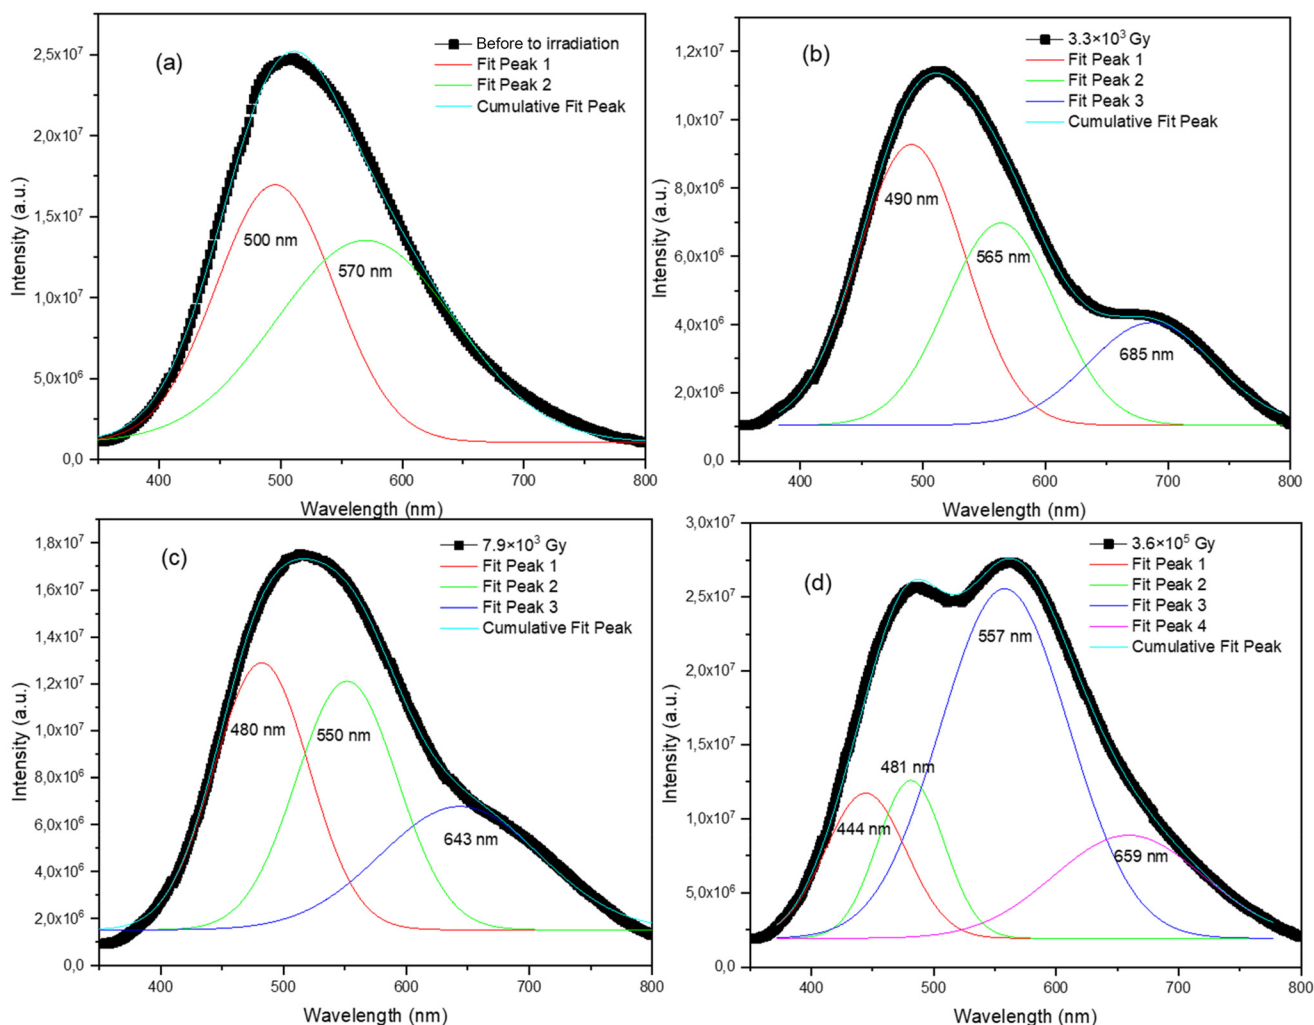 (a)
Before to irradiation
Fit Peak 1
Fit Peak 2
Cumulative Fit Peak
2,5x10⁷
2,0x10⁷
1,5x10⁷
1,0x10⁷
5,0x10⁶
0,0
Intensity (a.u.)
500 nm
570 nm
400
500
600
700
800
Wavelength (nm)
(b)
3.3×10³ Gy
Fit Peak 1
Fit Peak 2
Fit Peak 3
Cumulative Fit Peak
1,2x10⁷
1,0x10⁷
8,0x10⁶
6,0x10⁶
4,0x10⁶
2,0x10⁶
0,0
Intensity (a.u.)
490 nm
565 nm
685 nm
400
500
600
700
800
Wavelength (nm)
(c)
7.9×10³ Gy
Fit Peak 1
Fit Peak 2
Fit Peak 3
Cumulative Fit Peak
1,8x10⁷
1,6x10⁷
1,4x10⁷
1,2x10⁷
1,0x10⁷
8,0x10⁶
6,0x10⁶
4,0x10⁶
2,0x10⁶
0,0
Intensity (a.u.)
480 nm
550 nm
643 nm
400
500
600
700
800
Wavelength (nm)
(d)
3.6×10⁵ Gy
Fit Peak 1
Fit Peak 2
Fit Peak 3
Fit Peak 4
Cumulative Fit Peak
3,0x10⁷
2,5x10⁷
2,0x10⁷
1,5x10⁷
1,0x10⁷
5,0x10⁶
0,0
Intensity (a.u.)
557 nm
481 nm
444 nm
659 nm
400
500
600
700
800
Wavelength (nm)